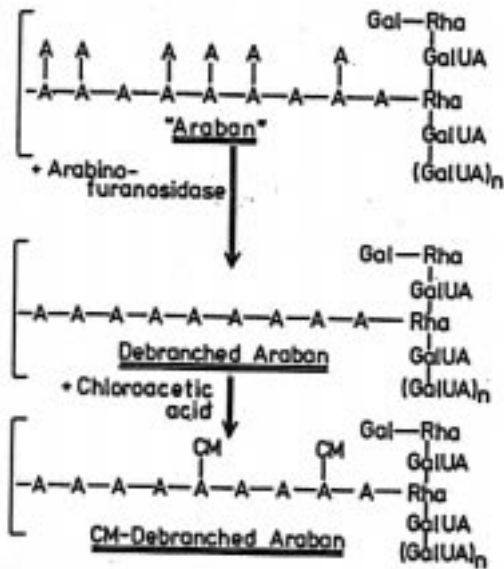 Gal—Rha
A A A A A A GalUA
—A—A—A—A—A—A—A—A—A—Rha
"Araban"
GalUA
(GalUA)n
+ Arabino-
furanosidase
Gal—Rha
GalUA
—A—A—A—A—A—A—A—A—A—Rha
Debranched Araban
GalUA
(GalUA)n
+ Chloroacetic
acid
Gal—Rha
CM CM GalUA
—A—A—A—A—A—A—A—A—A—Rha
CM-Debranched Araban
GalUA
(GalUA)n